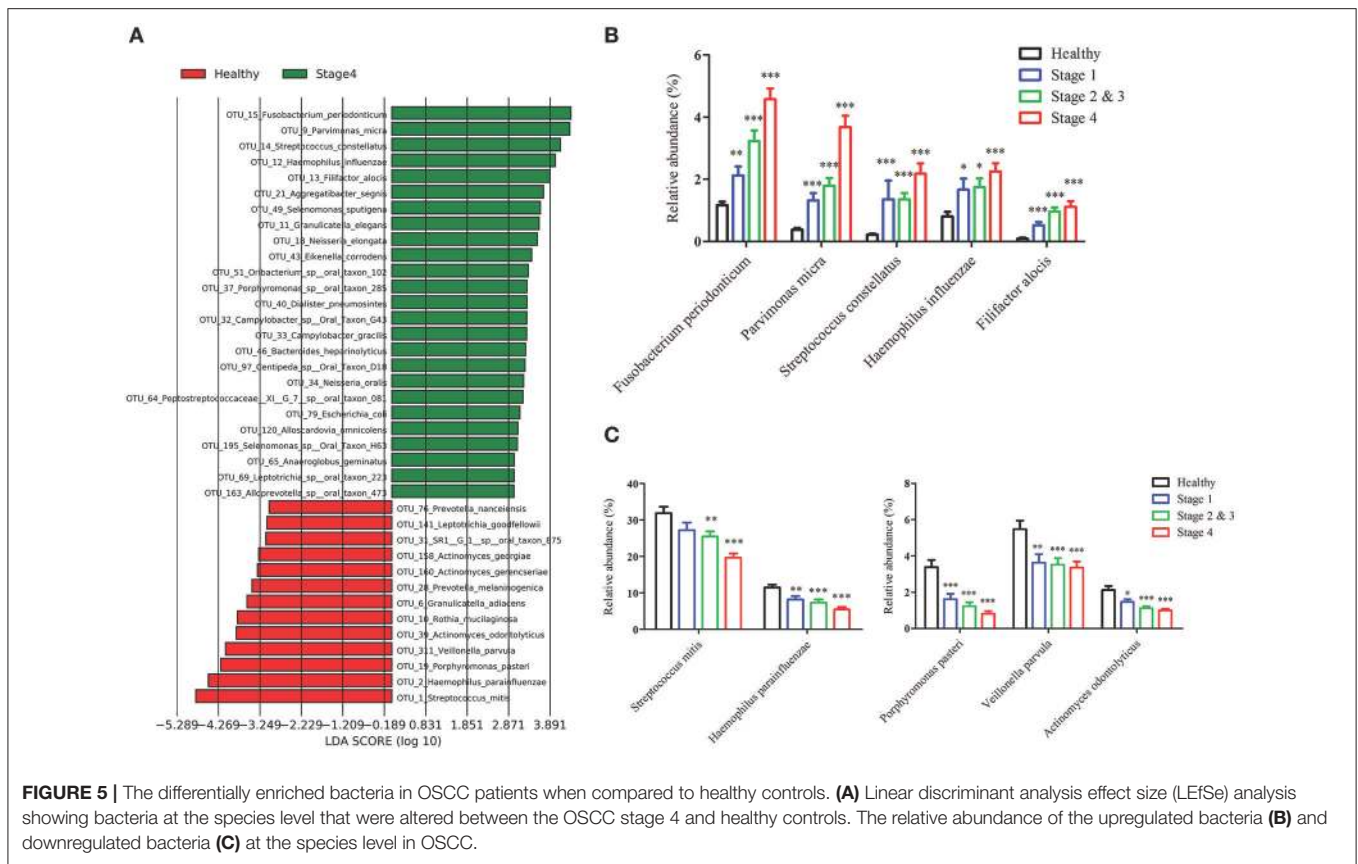 A
Healthy Stage4
OTU_15_Fusobacterium_periodonticum
OTU_9_Parvimonas_micra
OTU_14_Streptococcus_constellatus
OTU_12_Haemophilus_influenzae
OTU_13_Filifactor_alocis
OTU_21_Aggregatibacter_segnis
OTU_49_Selenomonas_sputigena
OTU_11_Granulicatella_elegans
OTU_18_Neisseria_elongata
OTU_43_Eikenella_corrodens
OTU_51_Oribacterium_sp__oral_taxon_102
OTU_37_Porphyromonas_sp__oral_taxon_285
OTU_40_Dialister_pneumosintes
OTU_32_Campylobacter_sp__Oral_Taxon_G43
OTU_33_Campylobacter_gracilis
OTU_46_Bacteroides_heparinolyticus
OTU_97_Centipeda_sp__Oral_Taxon_D18
OTU_34_Neisseria_oralis
OTU_64_Peptostreptococcaceae__XI__G_7__sp__oral_taxon_081
OTU_79_Escherichia_coli
OTU_120_Alloscardovia_omnicolens
OTU_195_Selenomonas_sp__Oral_Taxon_H63
OTU_65_Anaeroglobus_geminatus
OTU_69_Leptotrichia_sp__oral_taxon_223
OTU_163_Alloprevotella_sp__oral_taxon_473
OTU_76_Prevotella_nanceiensis
OTU_141_Leptotrichia_goodfellowii
OTU_31_SR1__G_1__sp__oral_taxon_875
OTU_158_Actinomyces_georgiae
OTU_160_Actinomyces_gerencseriae
OTU_28_Prevotella_melaninogenica
OTU_6_Granulicatella_adiacens
OTU_10_Rothia_mucilaginosa
OTU_39_Actinomyces_odontolyticus
OTU_311_Veillonella_parvula
OTU_19_Porphyromonas_pasteri
OTU_2_Haemophilus_parainfluenzae
OTU_1_Streptococcus_mitis
−5.289 −4.269 −3.249 −2.229 −1.209 −0.189 0.831 1.851 2.871 3.891
LDA SCORE (log 10)
B
Relative abundance (%)
6
4
2
0
** *** ***
*** *** ***
*** *** ***
* * ***
*** *** ***
Healthy
Stage 1
Stage 2 & 3
Stage 4
Fusobacterium periodonticum
Parvimonas micra
Streptococcus constellatus
Haemophilus influenzae
Filifactor alocis
C
Relative abundance (%)
40
30
20
10
0
** ***
** *** ***
Streptococcus mitis
Haemophilus parainfluenzae
Relative abundance (%)
8
6
4
2
0
*** *** ***
** *** ***
* *** ***
Healthy
Stage 1
Stage 2 & 3
Stage 4
Porphyromonas pasteri
Veillonella parvula
Actinomyces odontolyticus
FIGURE 5 | The differentially enriched bacteria in OSCC patients when compared to healthy controls. (A) Linear discriminant analysis effect size (LEfSe) analysis
showing bacteria at the species level that were altered between the OSCC stage 4 and healthy controls. The relative abundance of the upregulated bacteria (B) and
downregulated bacteria (C) at the species level in OSCC.